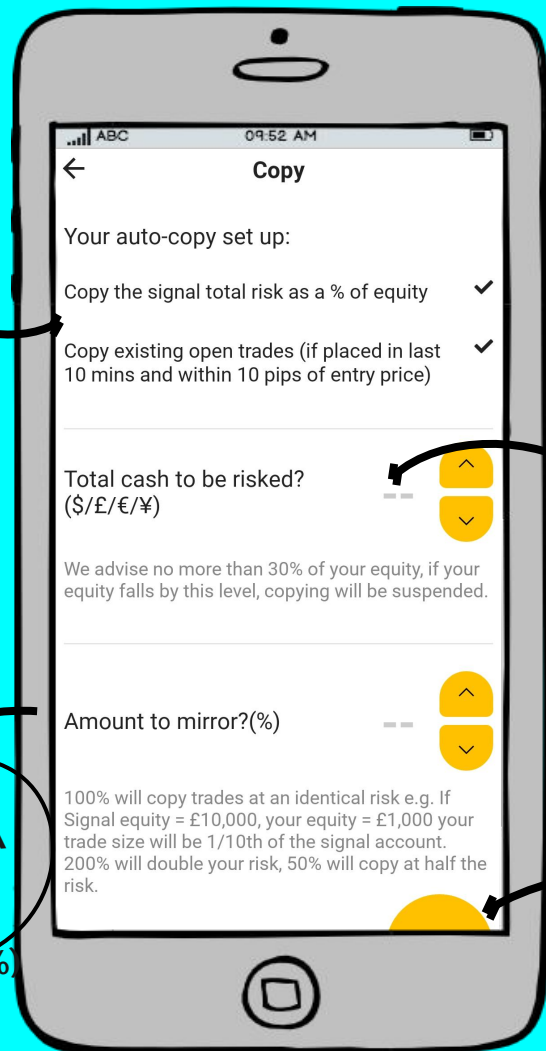 ABC 09:52 AM
Copy
Your auto-copy set up:
Copy the signal total risk as a % of equity
Copy existing open trades (if placed in last
10 mins and within 10 pips of entry price)
Total cash to be risked?
($/£/€/¥)
--
We advise no more than 30% of your equity, if your
equity falls by this level, copying will be suspended.
Amount to mirror?(%)
--
100% will copy trades at an identical risk e.g. If
Signal equity = £10,000, your equity = £1,000 your
trade size will be 1/10th of the signal account.
200% will double your risk, 50% will copy at half the
risk.
%)